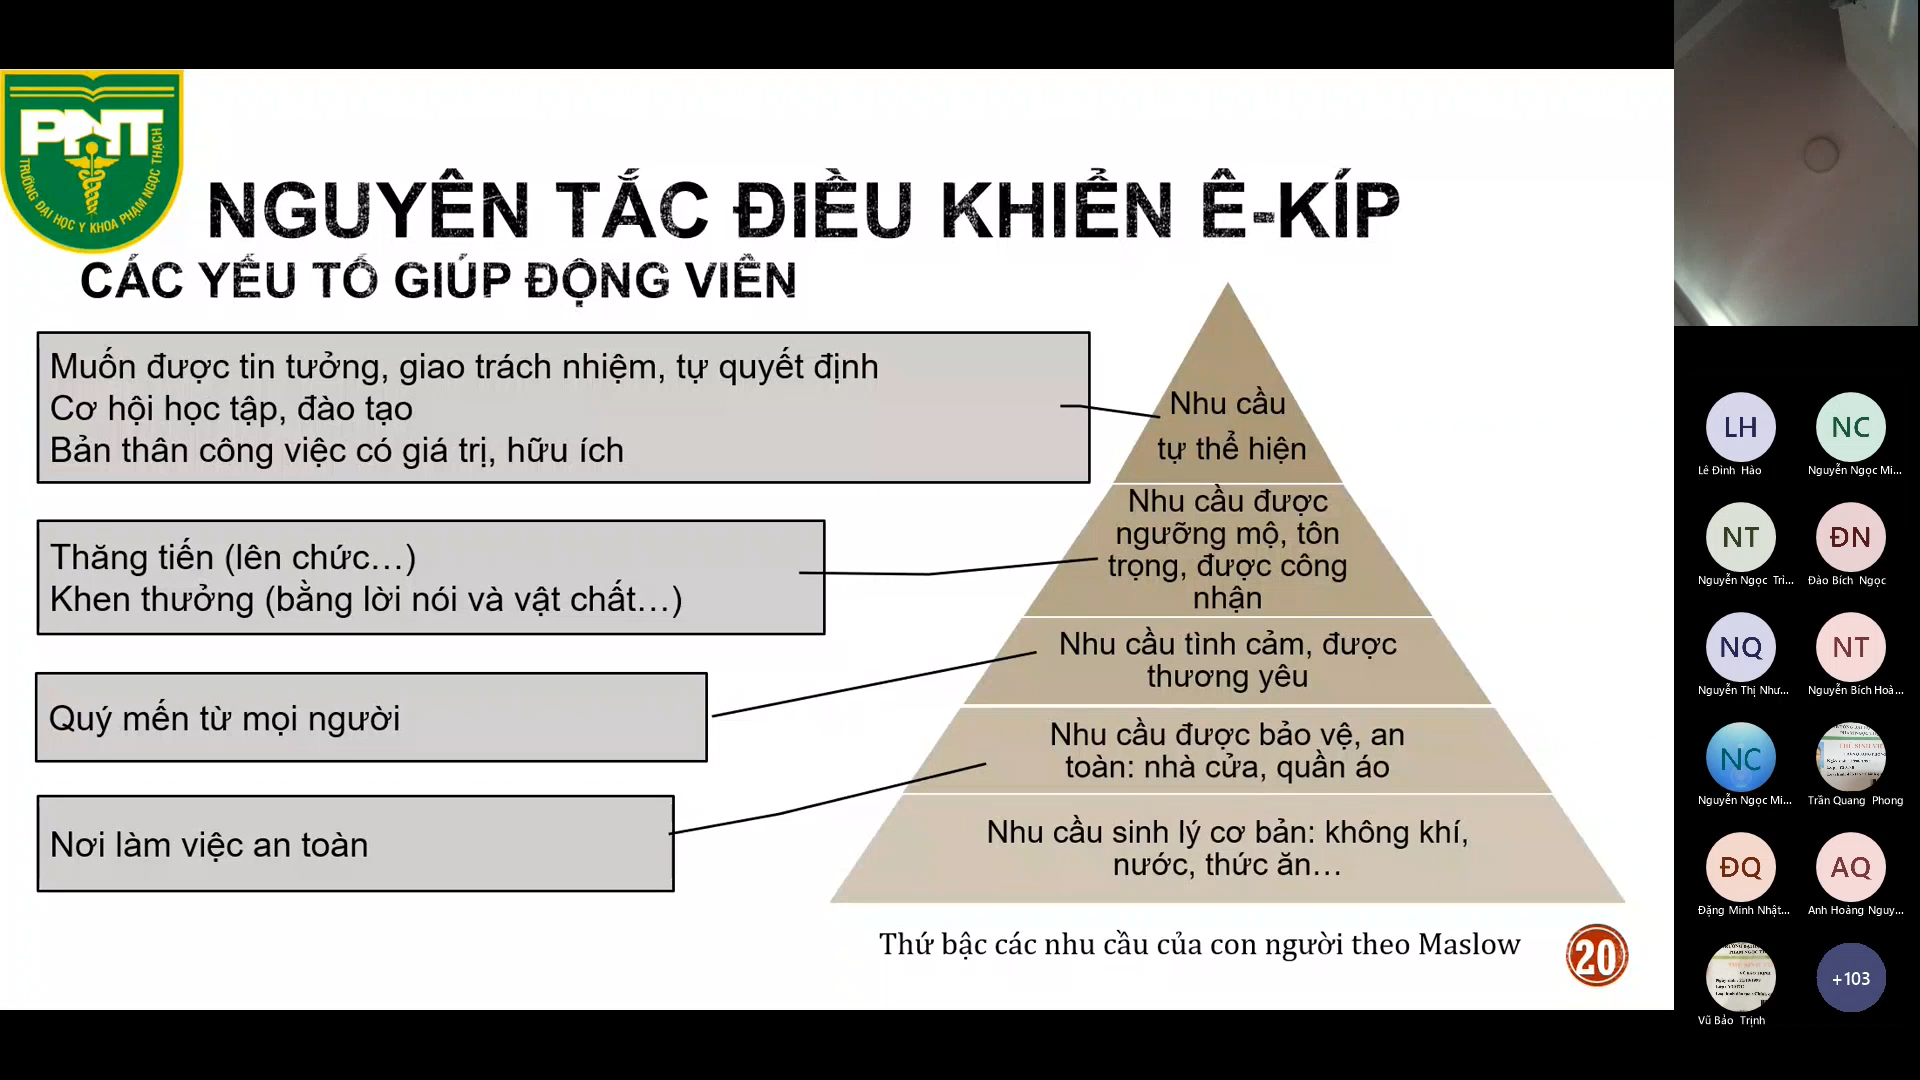 PNT
TRƯỜNG ĐẠI HỌC Y KHOA PHẠM NGỌC THẠCH
NGUYÊN TẮC ĐIỀU KHIỂN Ê-KÍP
CÁC YẾU TỐ GIÚP ĐỘNG VIÊN
Muốn được tin tưởng, giao trách nhiệm, tự quyết định
Cơ hội học tập, đào tạo
Bản thân công việc có giá trị, hữu ích
Thăng tiến (lên chức…)
Khen thưởng (bằng lời nói và vật chất…)
Quý mến từ mọi người
Nơi làm việc an toàn
Nhu cầu
tự thể hiện
Nhu cầu được
ngưỡng mộ, tôn
trọng, được công
nhận
Nhu cầu tình cảm, được
thương yêu
Nhu cầu được bảo vệ, an
toàn: nhà cửa, quần áo
Nhu cầu sinh lý cơ bản: không khí,
nước, thức ăn…
Thứ bậc các nhu cầu của con người theo Maslow
20
LH
Lê Đình Hào
NC
Nguyễn Ngọc Mi...
NT
Nguyễn Ngọc Tri...
ĐN
Đào Bích Ngọc
NQ
Nguyễn Thị Như...
NT
Nguyễn Bích Hoà...
NC
Nguyễn Ngọc Mi...
Trần Quang Phong
ĐQ
Đặng Minh Nhật...
AQ
Anh Hoàng Nguy...
Vũ Bảo Trịnh
+103